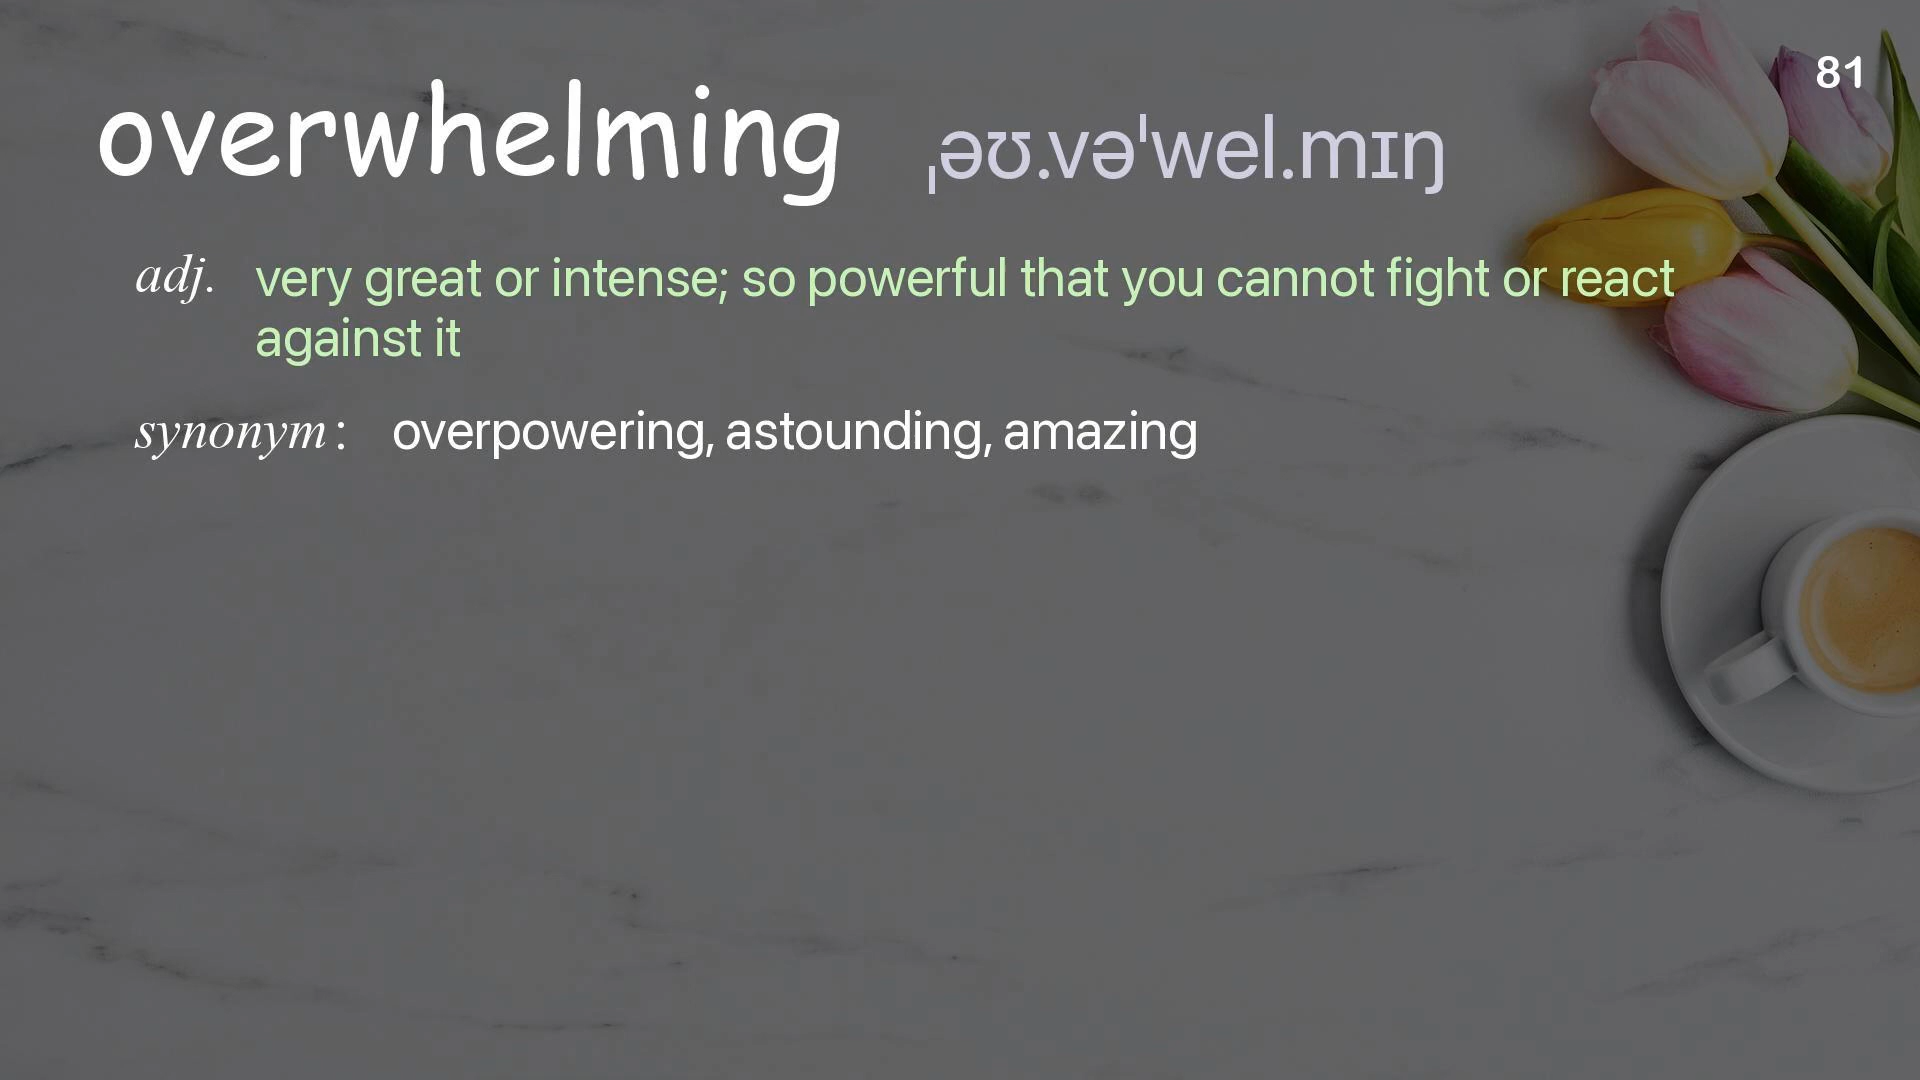 81
overwhelming ˌəʊ.vəˈwel.mɪŋ
adj. very great or intense; so powerful that you cannot fight or react
against it
synonym: overpowering, astounding, amazing